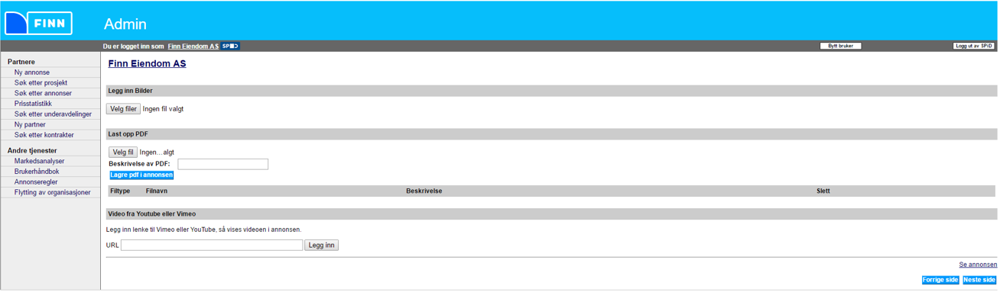 FINN
Admin
Du er logget inn som Finn Eiendom AS SPiD Bytt bruker Logg ut av SPiD
Partnere
Ny annonse
Søk etter prosjekt
Søk etter annonser
Prisstatistikk
Søk etter underavdelinger
Ny partner
Søk etter kontrakter
Andre tjenester
Markedsanalyser
Brukerhåndbok
Annonseregler
Flytting av organisasjoner
Finn Eiendom AS
Legg inn Bilder
Velg filer Ingen fil valgt
Last opp PDF
Velg fil Ingen...algt
Beskrivelse av PDF:
Lagre pdf i annonsen
Filtype Filnavn Beskrivelse Slett
Video fra Youtube eller Vimeo
Legg inn lenke til Vimeo eller YouTube, så vises videoen i annonsen.
URL Legg inn
Se annonsen
Forrige side Neste side